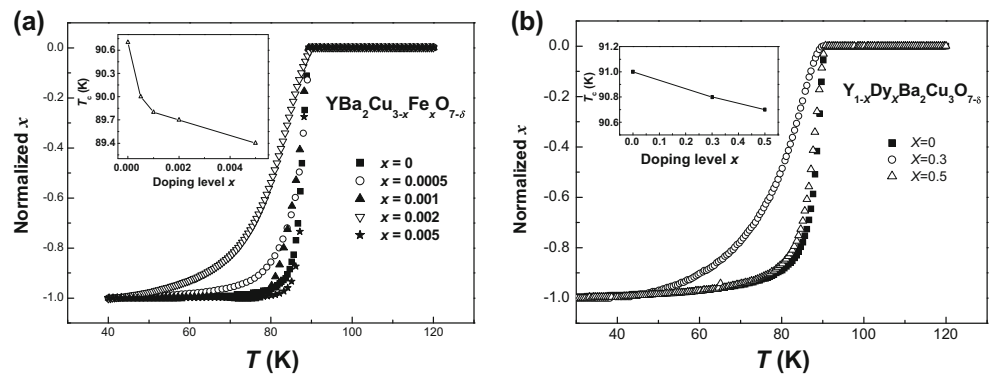 (a)
0.0
-0.2
-0.4
-0.6
-0.8
-1.0
Normalized x
40 60 80 100 120
T (K)
90.6
90.3
90.0
89.7
89.4
T_c (K)
0.000 0.002 0.004
Doping level x
YBa₂Cu₃₋ₓFeₓO₇₋δ
x = 0
x = 0.0005
x = 0.001
x = 0.002
x = 0.005
(b)
0.0
-0.2
-0.4
-0.6
-0.8
-1.0
Normalized x
40 60 80 100 120
T (K)
91.2
91.0
90.8
90.6
T_c (K)
0.0 0.1 0.2 0.3 0.4 0.5
Doping level x
Y₁₋ₓDyₓBa₂Cu₃O₇₋δ
X=0
X=0.3
X=0.5